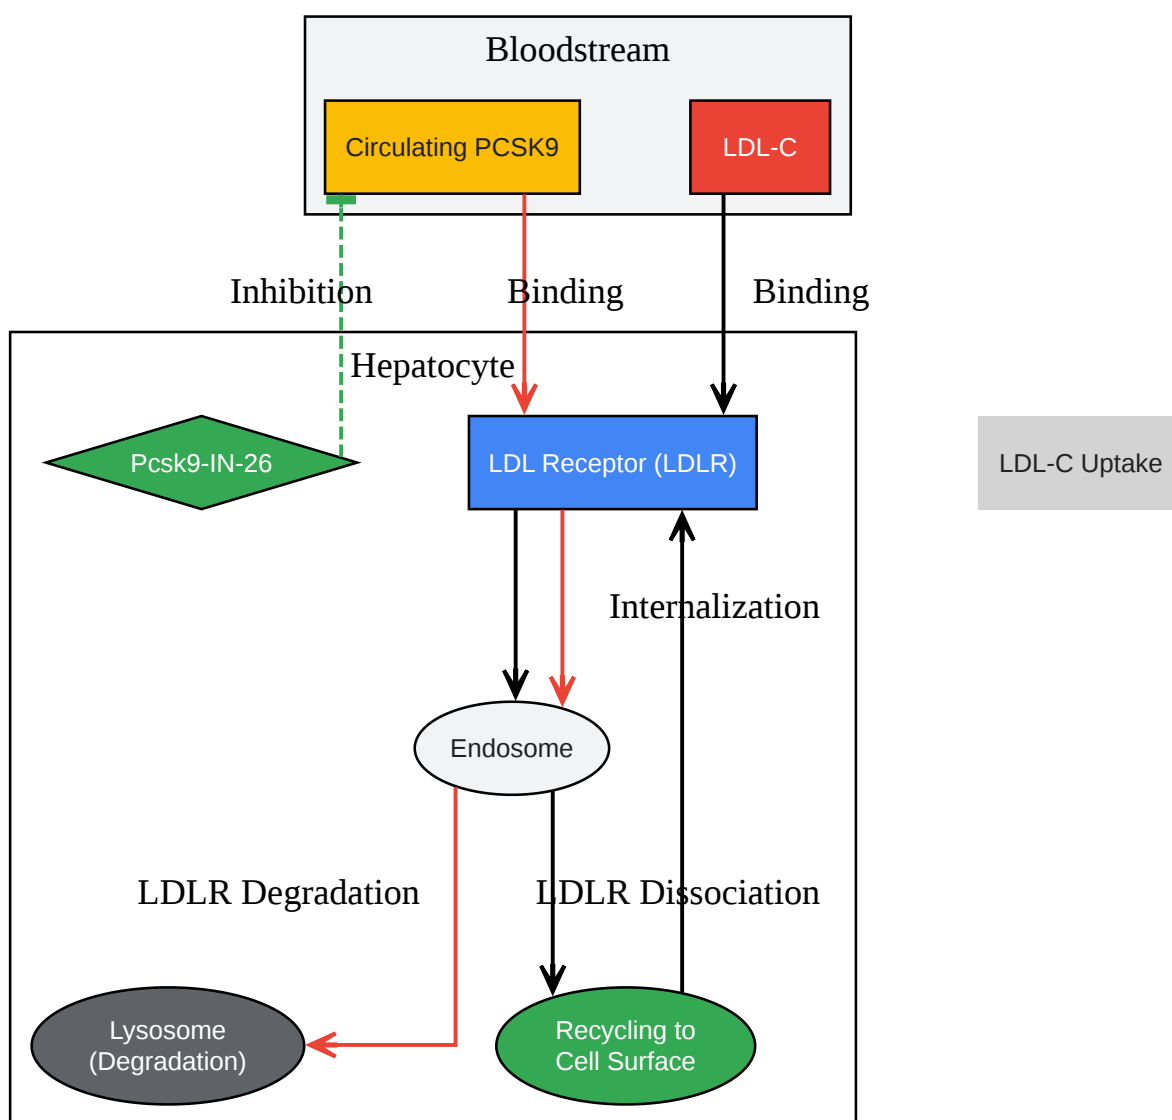 Bloodstream
Circulating PCSK9
LDL-C
Inhibition
Binding
Binding
Hepatocyte
Pcsk9-IN-26
LDL Receptor (LDLR)
LDL-C Uptake
Internalization
Endosome
LDLR Degradation
LDLR Dissociation
Lysosome
(Degradation)
Recycling to
Cell Surface